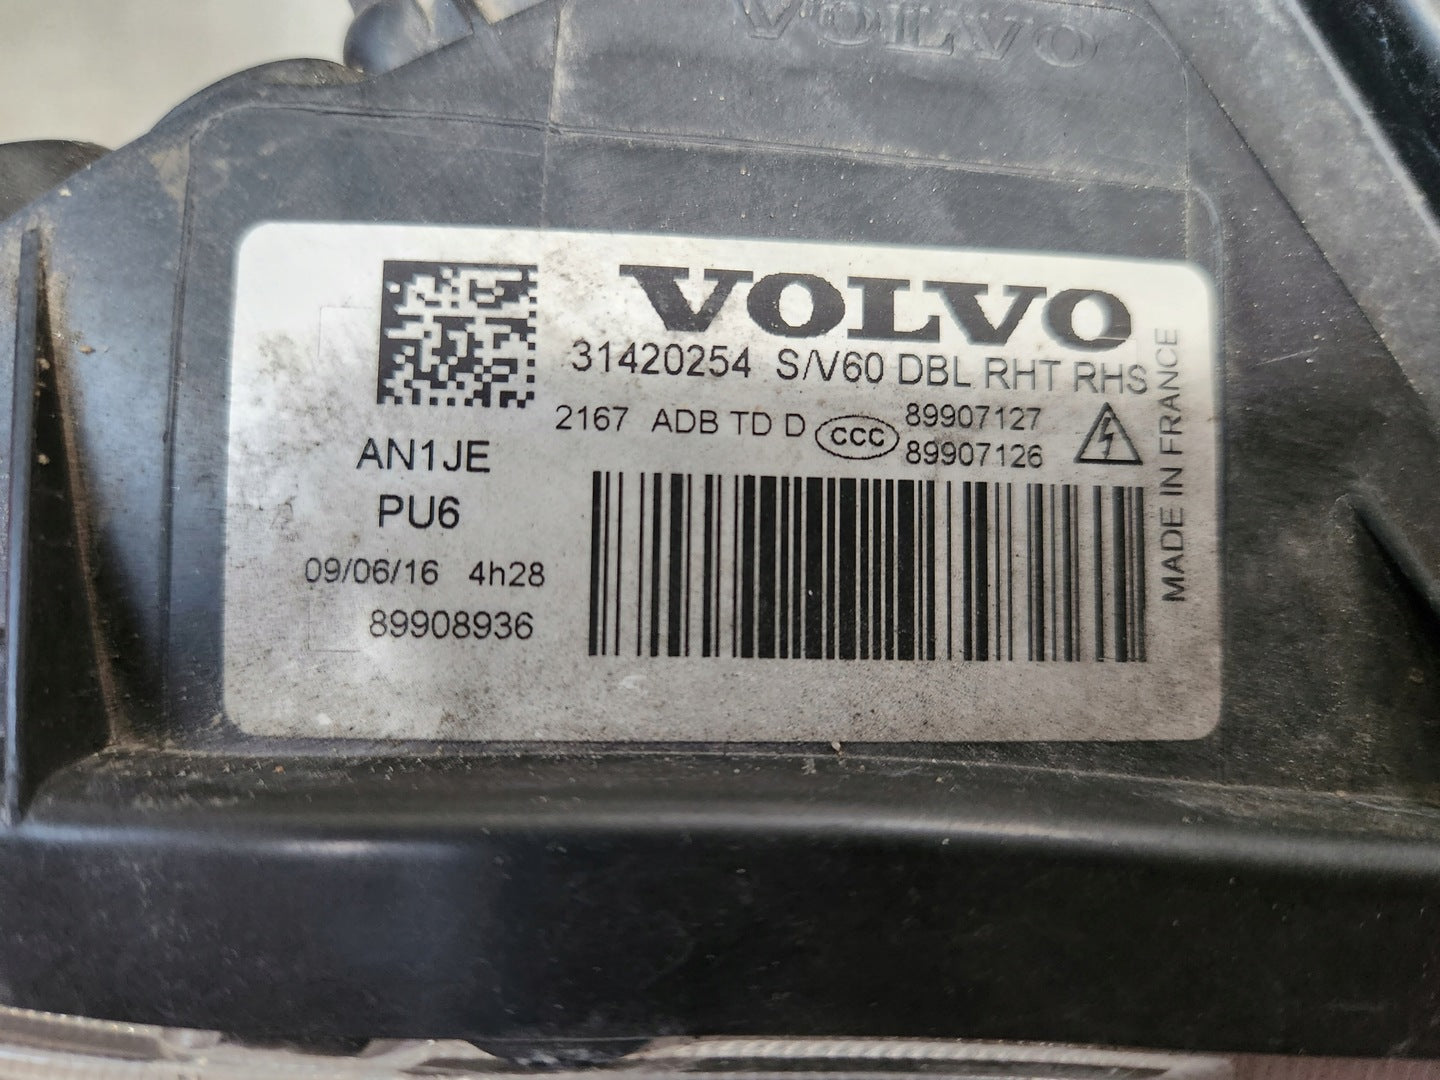 VOLVO
VOLVO
31420254 S/V60 DBL RHT RHS
2167 ADB TD D CCC 89907127
89907126
AN1JE
PU6
09/06/16 4h28
89908936
MADE IN FRANCE